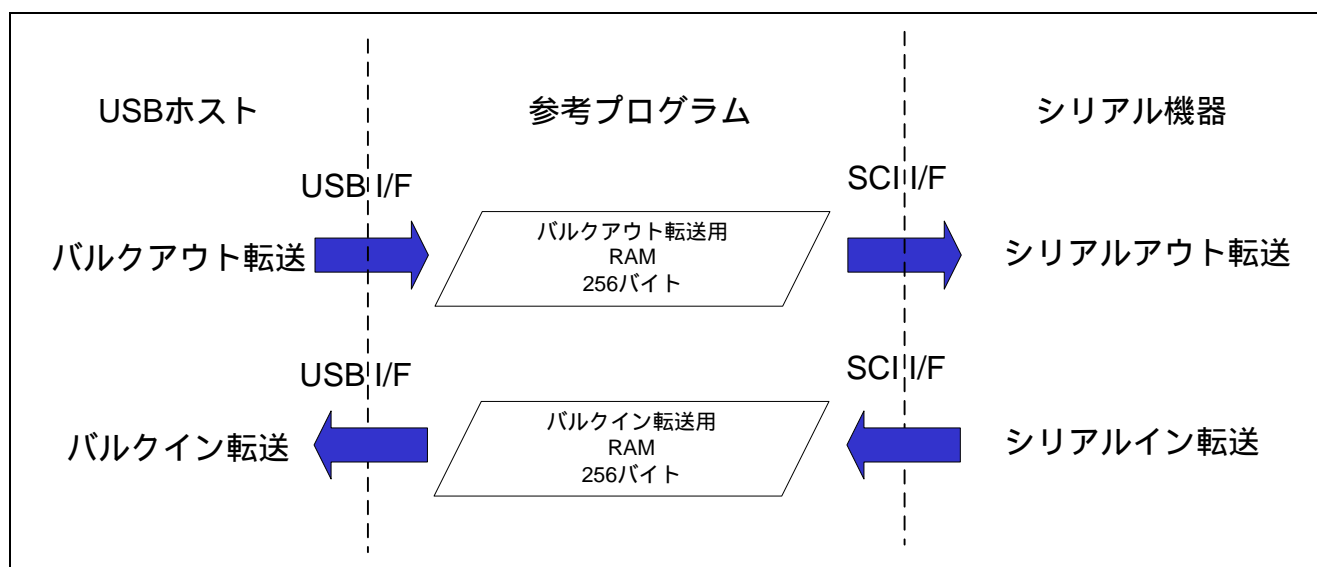 USBホスト
参考プログラム
シリアル機器
USB I/F
SCI I/F
バルクアウト転送
バルクアウト転送用
RAM
256バイト
シリアルアウト転送
USB I/F
SCI I/F
バルクイン転送
バルクイン転送用
RAM
256バイト
シリアルイン転送